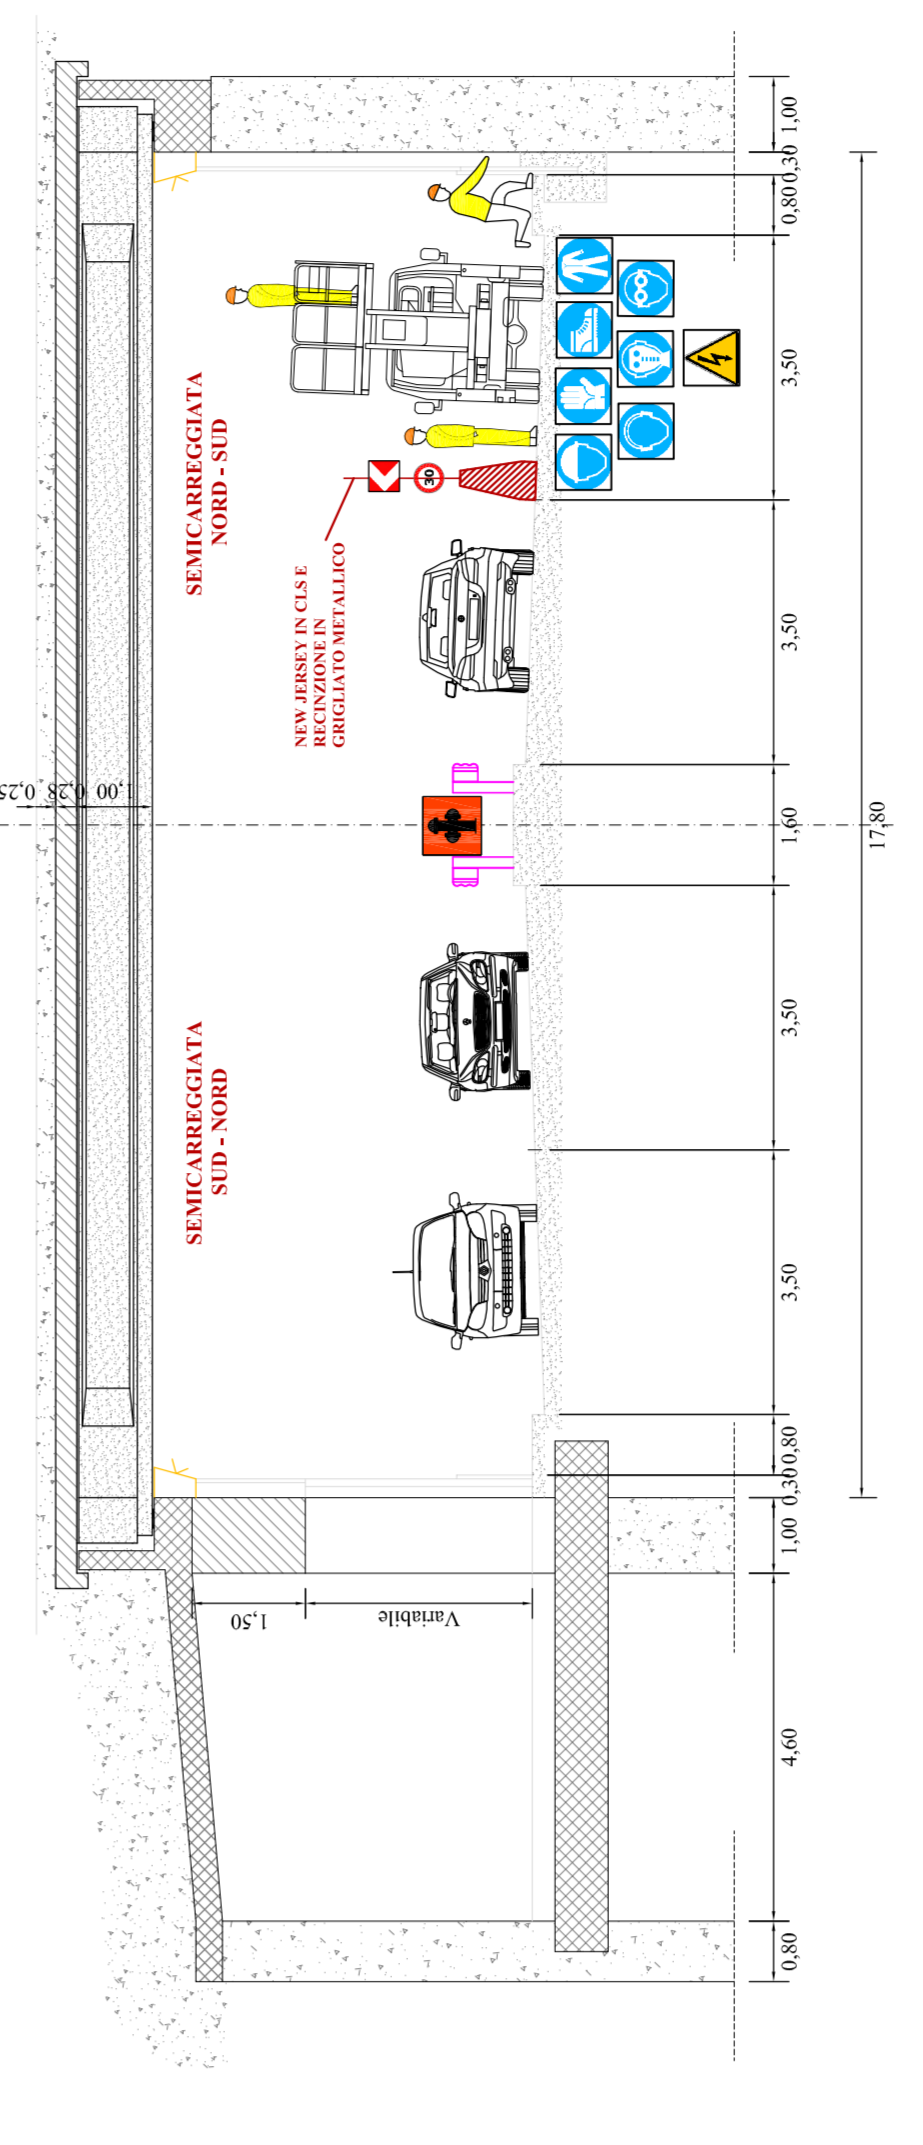 SEMICARREGGIATA
SUD - NORD
SEMICARREGGIATA
NORD - SUD
NEW JERSEY IN CLS E
RECINZIONE IN
GRIGLIATO METALLICO
30
0,25
0,28
1,00
1,50
Variabile
0,80
4,60
1,00
0,30
0,80
3,50
3,50
1,60
3,50
3,50
0,80
0,30
1,00
17,80